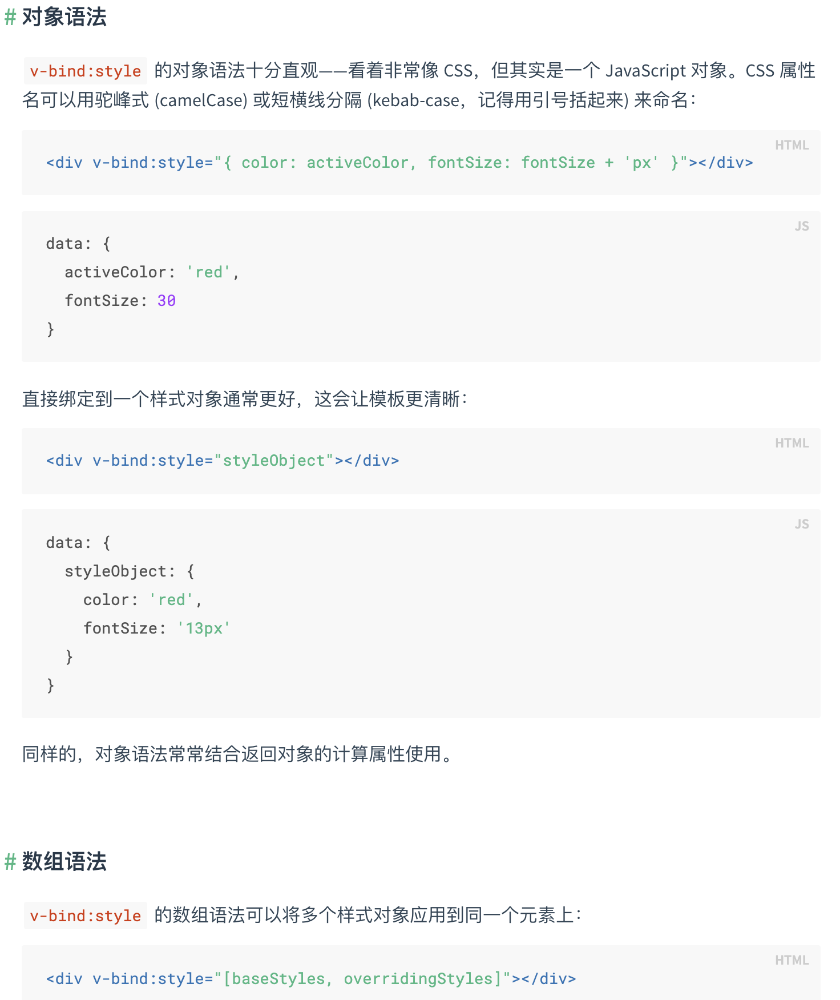 # 对象语法
v-bind:style 的对象语法十分直观——看着非常像 CSS，但其实是一个 JavaScript 对象。CSS 属性
名可以用驼峰式 (camelCase) 或短横线分隔 (kebab-case，记得用引号括起来) 来命名：
HTML
<div v-bind:style="{ color: activeColor, fontSize: fontSize + 'px' }"></div>
JS
data: {
  activeColor: 'red',
  fontSize: 30
}
直接绑定到一个样式对象通常更好，这会让模板更清晰：
HTML
<div v-bind:style="styleObject"></div>
JS
data: {
  styleObject: {
    color: 'red',
    fontSize: '13px'
  }
}
同样的，对象语法常常结合返回对象的计算属性使用。
# 数组语法
v-bind:style 的数组语法可以将多个样式对象应用到同一个元素上：
HTML
<div v-bind:style="[baseStyles, overridingStyles]"></div>